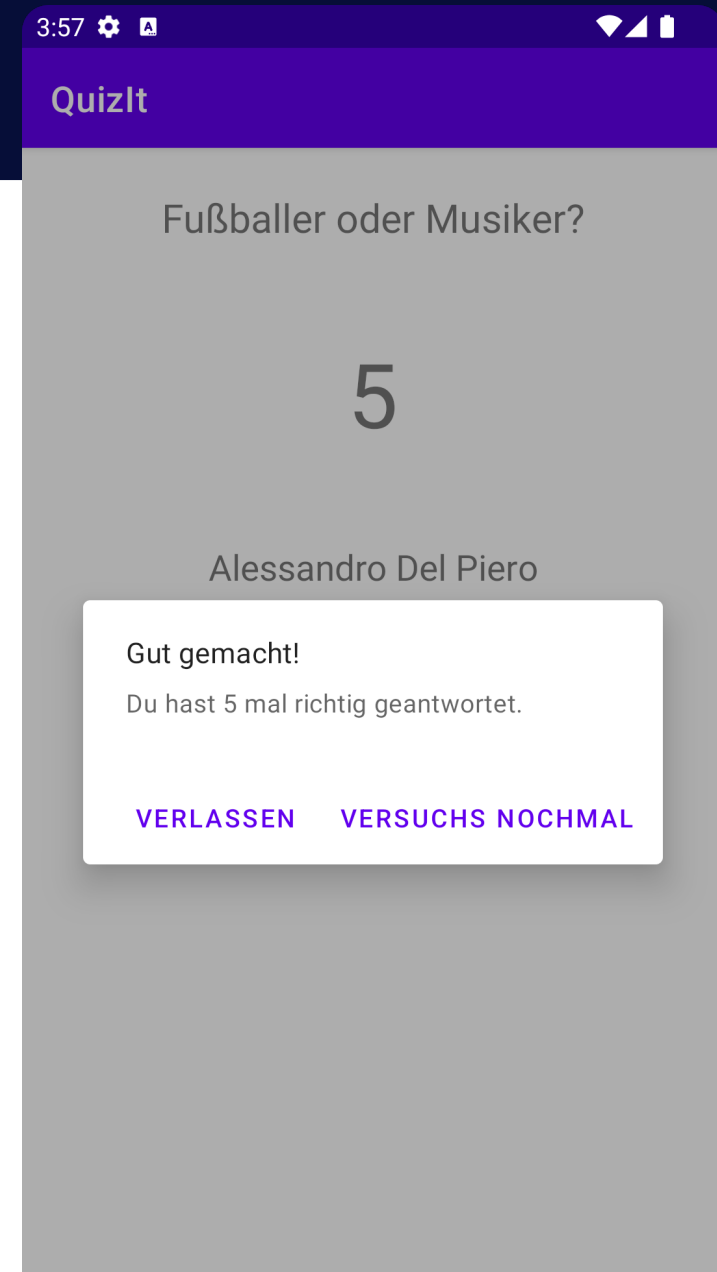 3:57
QuizIt
Fußballer oder Musiker?
5
Alessandro Del Piero
Gut gemacht!
Du hast 5 mal richtig geantwortet.
VERLASSEN VERSUCHS NOCHMAL